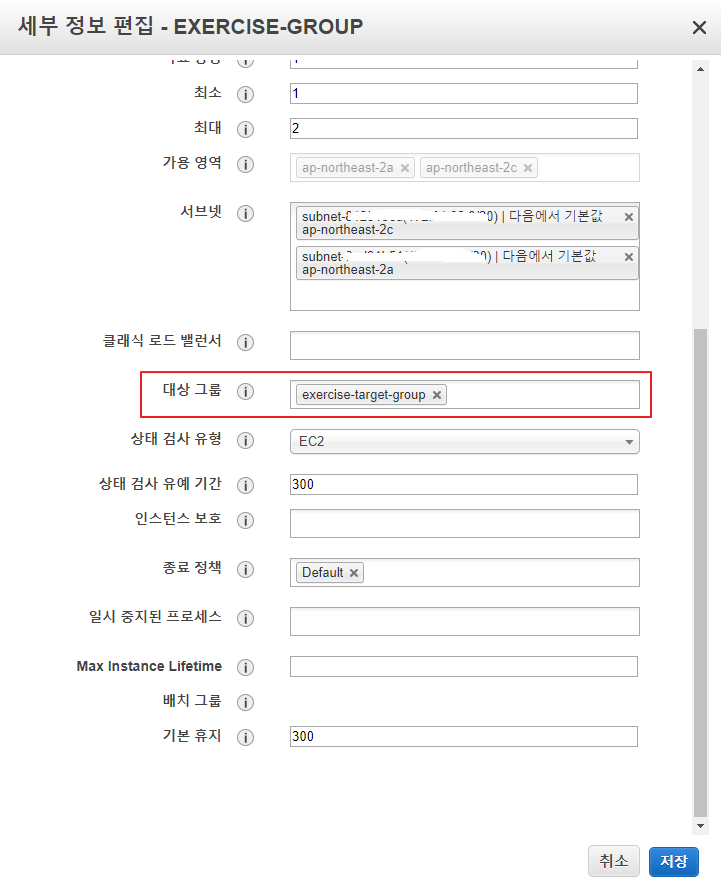 세부 정보 편집 - EXERCISE-GROUP
최소
1
최대
2
가용 영역
ap-northeast-2a
ap-northeast-2c
서브넷
다음에서 기본값
ap-northeast-2c
다음에서 기본값
ap-northeast-2a
클래식 로드 밸런서
대상 그룹
exercise-target-group
상태 검사 유형
EC2
상태 검사 유예 기간
300
인스턴스 보호
종료 정책
Default
일시 중지된 프로세스
Max Instance Lifetime
배치 그룹
기본 휴지
300
취소
저장